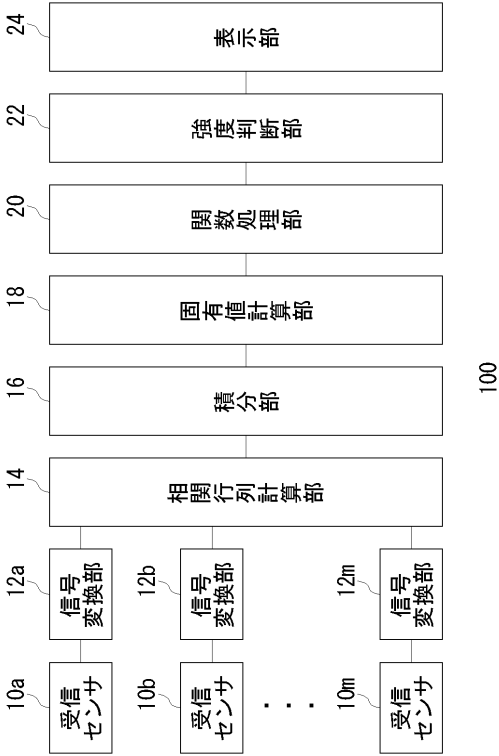 10a
受信
センサ
12a
信号
変換部
10b
受信
センサ
12b
信号
変換部
・・・
10m
受信
センサ
12m
信号
変換部
14
相関行列計算部
16
積分部
18
固有値計算部
20
関数処理部
22
強度判断部
24
表示部
100